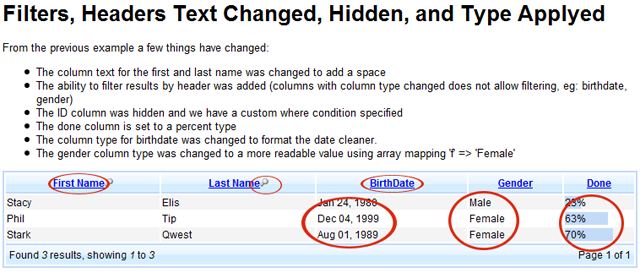 Filters, Headers Text Changed, Hidden, and Type Applyed
From the previous example a few things have changed:
The column text for the first and last name was changed to add a space
The ability to filter results by header was added (columns with column type changed does not allow filtering, eg: birthdate,
gender)
The ID column was hidden and we have a custom where condition specified
The done column is set to a percent type
The column type for birthdate was changed to format the date cleaner.
The gender column type was changed to a more readable value using array mapping 'f' => 'Female'
First Name Last Name BirthDate Gender Done
Stacy Elis Jan 24, 1980 Male 23%
Phil Tip Dec 04, 1999 Female 63%
Stark Qwest Aug 01, 1989 Female 70%
Found 3 results, showing 1 to 3 Page 1 of 1